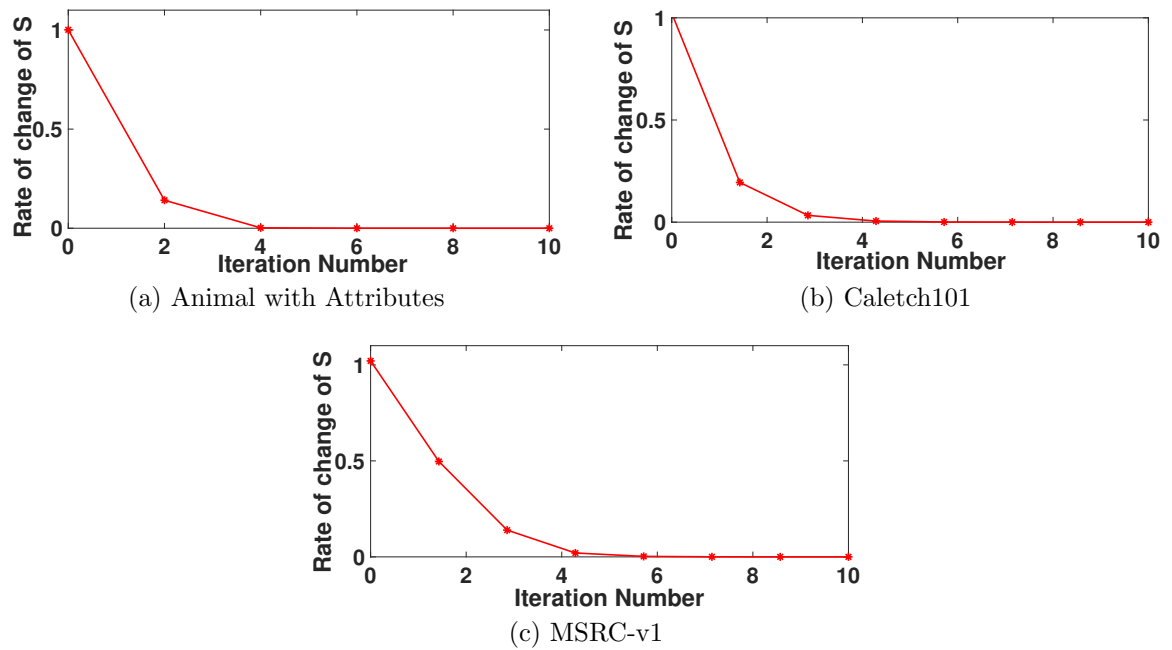 Rate of change of S
1
0.5
0
0 2 4 6 8 10
Iteration Number
(a) Animal with Attributes
Rate of change of S
1
0.5
0
0 2 4 6 8 10
Iteration Number
(b) Caletch101
Rate of change of S
1
0.5
0
0 2 4 6 8 10
Iteration Number
(c) MSRC-v1